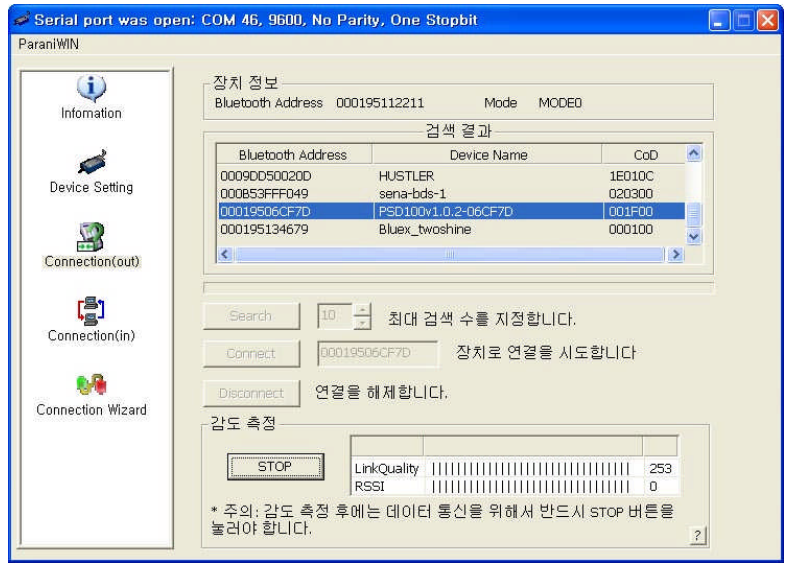 Serial port was open: COM 46, 9600, No Parity, One Stopbit
ParaniWIN
Infomation
Device Setting
Connection(out)
Connection(in)
Connection Wizard
장치 정보
Bluetooth Address 000195112211 Mode MODE0
검색 결과
Bluetooth Address Device Name CoD
0009DD50020D HUSTLER 1E010C
000B53FFF049 sena-bds-1 020300
00019506CF7D PSD100v1.0.2-06CF7D 001F00
000195134679 Bluex_twoshine 000100
Search 10 최대 검색 수를 지정합니다.
Connect 00019506CF7D 장치로 연결을 시도합니다
Disconnect 연결을 해제합니다.
감도 측정
STOP
LinkQuality 253
RSSI 0
* 주의: 감도 측정 후에는 데이터 통신을 위해서 반드시 STOP 버튼을
눌러야 합니다.
?